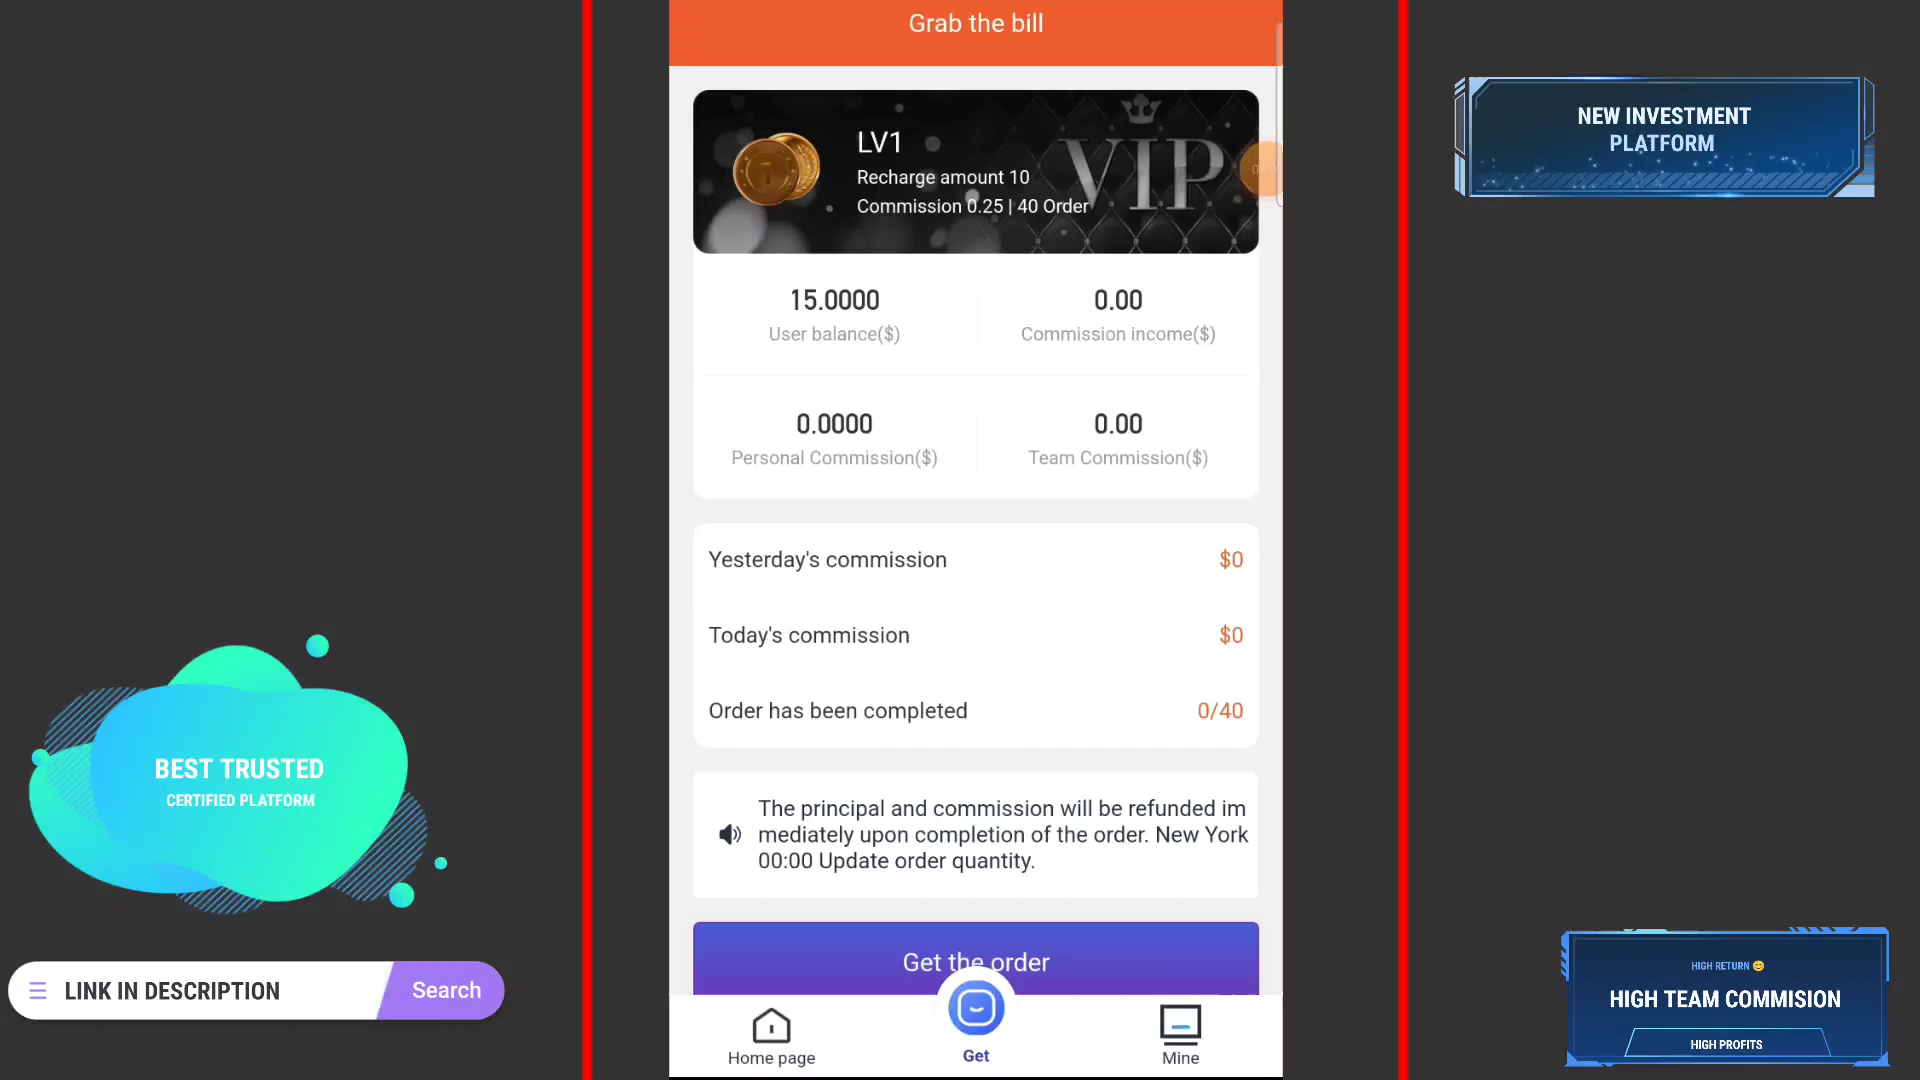 Grab the bill
LV1
Recharge amount 10
Commission 0.25 | 40 Order
VIP
15.0000
User balance($)
0.00
Commission income($)
0.0000
Personal Commission($)
0.00
Team Commission($)
Yesterday's commission $0
Today's commission $0
Order has been completed 0/40
The principal and commission will be refunded im
mediately upon completion of the order. New York
00:00 Update order quantity.
Get the order
Home page
Get
Mine
NEW INVESTMENT
PLATFORM
BEST TRUSTED
CERTIFIED PLATFORM
LINK IN DESCRIPTION
Search
HIGH RETURN 😊
HIGH TEAM COMMISION
HIGH PROFITS